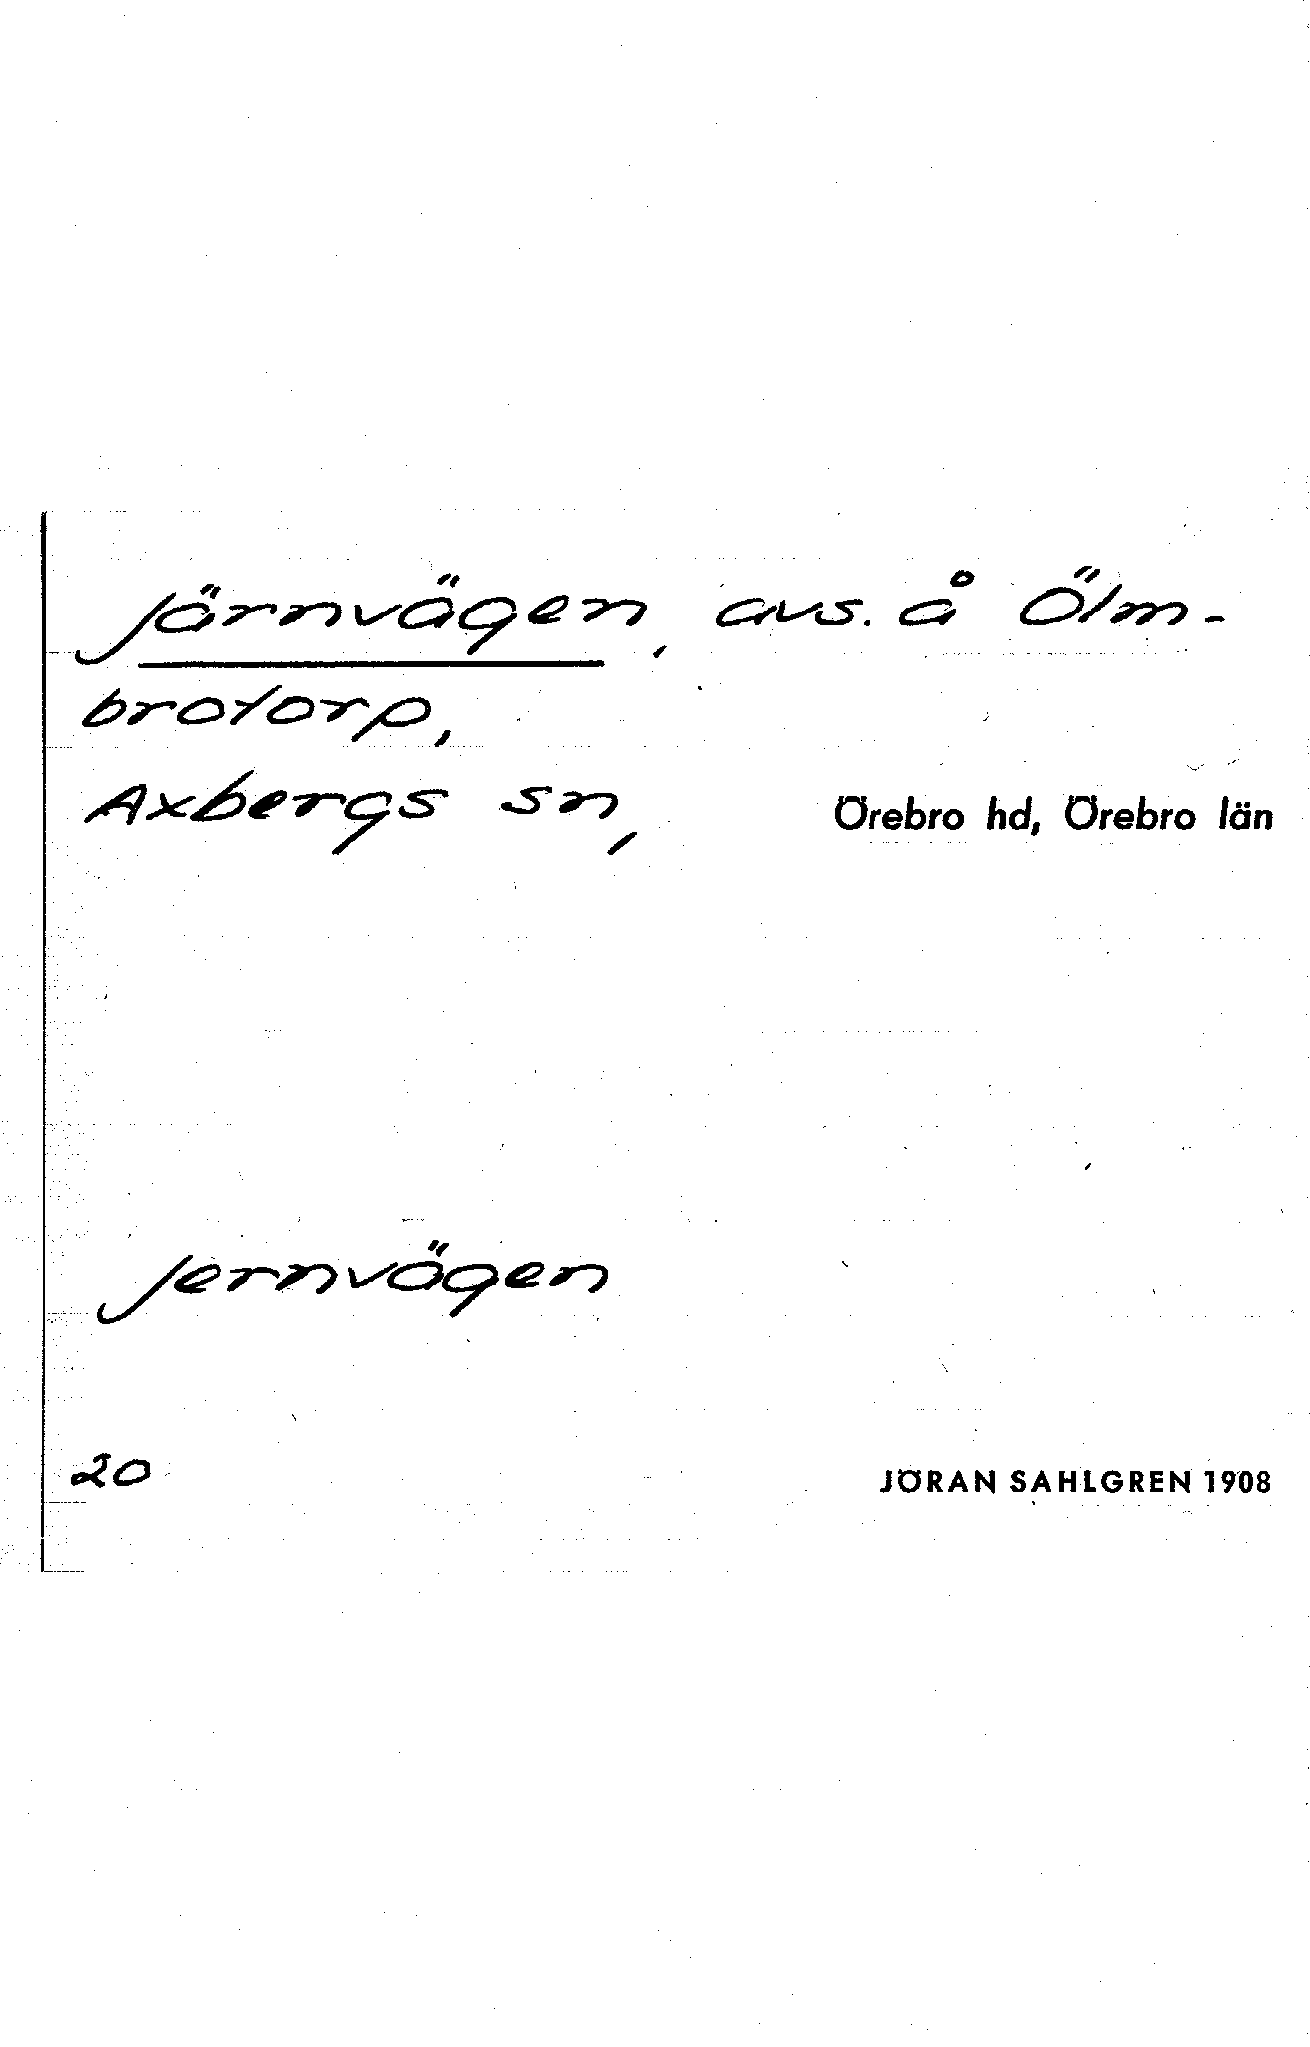 Järnvägen, avs. å Ölm-
brotorp,
Axbergs sn, Örebro hd, Örebro län
Jernvägen
20 JÖRAN SAHLGREN 1908